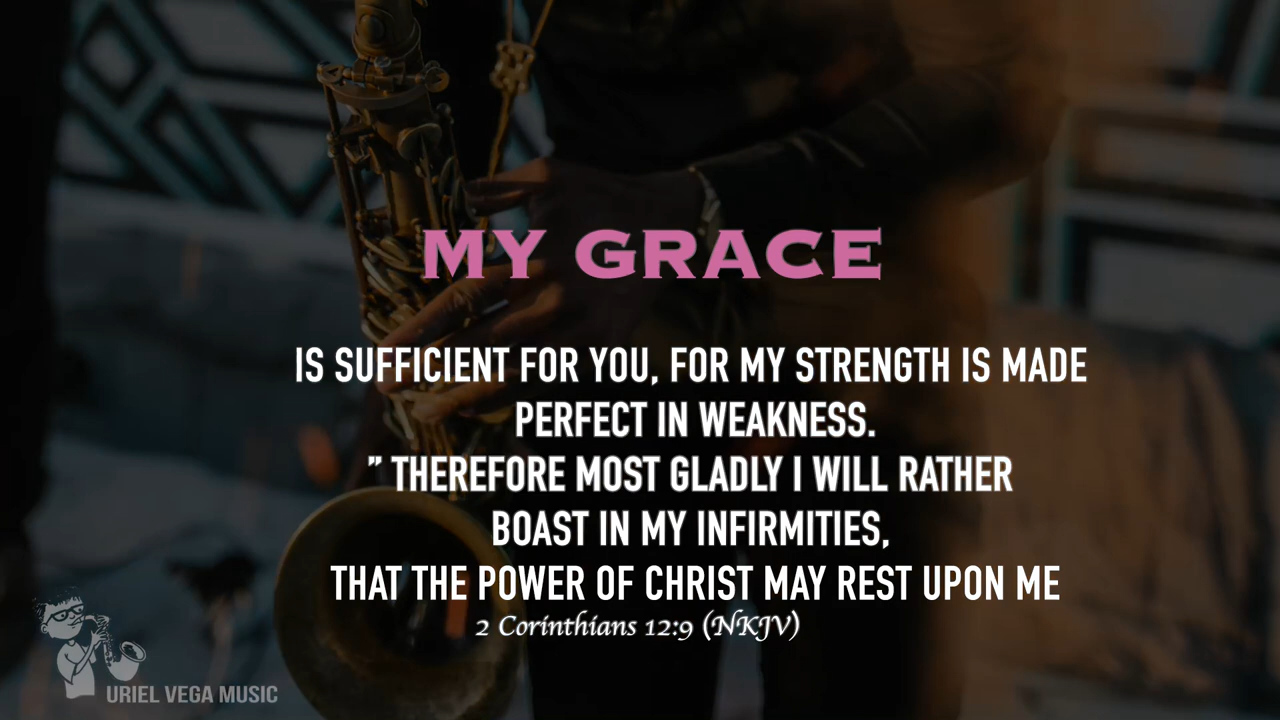 MY GRACE
IS SUFFICIENT FOR YOU, FOR MY STRENGTH IS MADE
PERFECT IN WEAKNESS.
” THEREFORE MOST GLADLY I WILL RATHER
BOAST IN MY INFIRMITIES,
THAT THE POWER OF CHRIST MAY REST UPON ME
2 Corinthians 12:9 (NKJV)
URIEL VEGA MUSIC